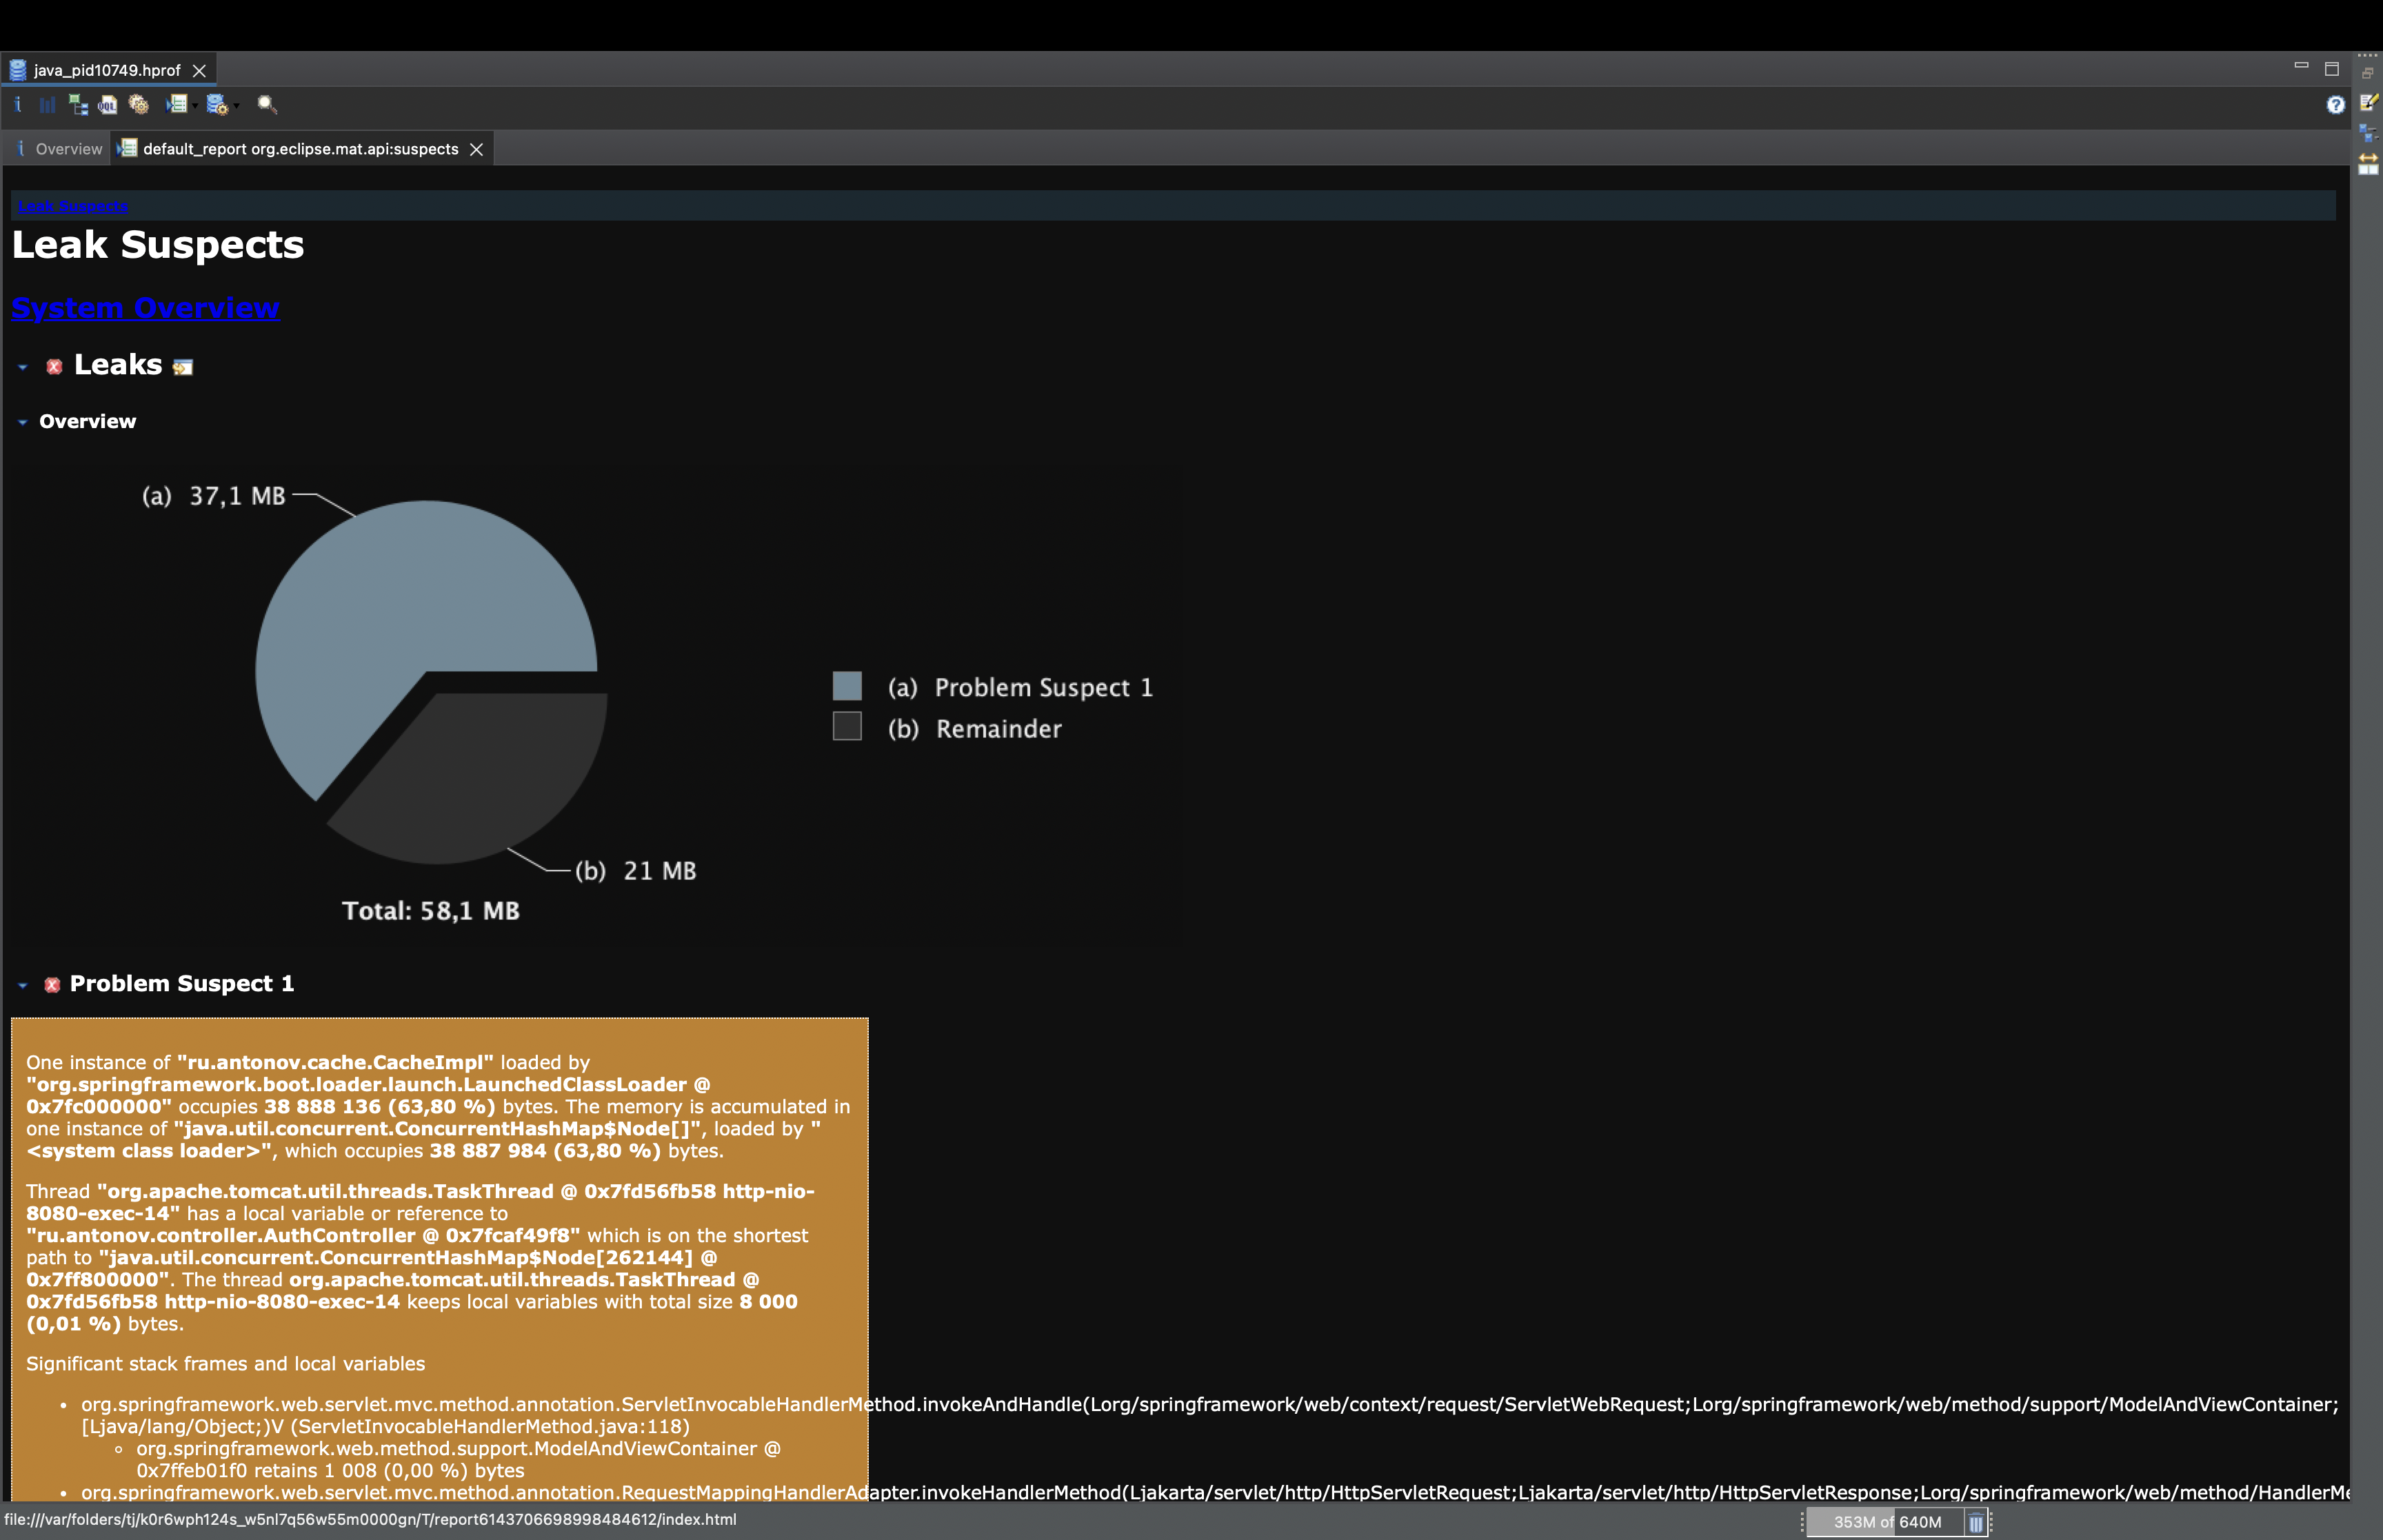 java_pid10749.hprof
Overview
default_report org.eclipse.mat.api:suspects
Leak Suspects
Leak Suspects
System Overview
Leaks
Overview
(a) 37,1 MB
(a) Problem Suspect 1
(b) Remainder
(b) 21 MB
Total: 58,1 MB
Problem Suspect 1
One instance of "ru.antonov.cache.CacheImpl" loaded by
"org.springframework.boot.loader.launch.LaunchedClassLoader @
0x7fc000000" occupies 38 888 136 (63,80 %) bytes. The memory is accumulated in
one instance of "java.util.concurrent.ConcurrentHashMap$Node[]", loaded by "
<system class loader>", which occupies 38 887 984 (63,80 %) bytes.
Thread "org.apache.tomcat.util.threads.TaskThread @ 0x7fd56fb58 http-nio-
8080-exec-14" has a local variable or reference to
"ru.antonov.controller.AuthController @ 0x7fcaf49f8" which is on the shortest
path to "java.util.concurrent.ConcurrentHashMap$Node[262144] @
0x7ff800000". The thread org.apache.tomcat.util.threads.TaskThread @
0x7fd56fb58 http-nio-8080-exec-14 keeps local variables with total size 8 000
(0,01 %) bytes.
Significant stack frames and local variables
• org.springframework.web.servlet.mvc.method.annotation.ServletInvocableHandlerMethod.invokeAndHandle(Lorg/springframework/web/context/request/ServletWebRequest;Lorg/springframework/web/method/support/ModelAndViewContainer;
[Ljava/lang/Object;)V (ServletInvocableHandlerMethod.java:118)
◦ org.springframework.web.method.support.ModelAndViewContainer @
0x7ffeb01f0 retains 1 008 (0,00 %) bytes
• org.springframework.web.servlet.mvc.method.annotation.RequestMappingHandlerAdapter.invokeHandlerMethod(Ljakarta/servlet/http/HttpServletRequest;Ljakarta/servlet/http/HttpServletResponse;Lorg/springframework/web/method/HandlerMe
file:///var/folders/tj/k0r6wph124s_w5nl7q56w55m0000gn/T/report6143706698998484612/index.html
353M of 640M